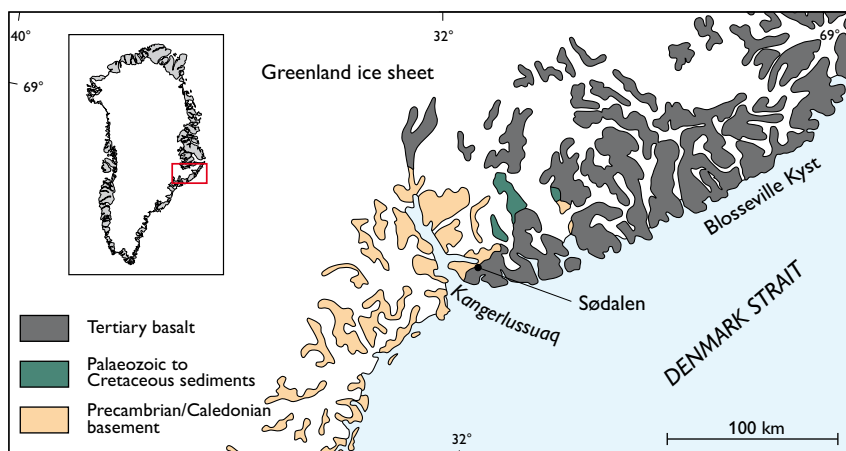 40°
32°
69°
69°
Greenland ice sheet
Blosseville Kyst
Kangerlussuaq
Sødalen
DENMARK STRAIT
Tertiary basalt
Palaeozoic to
Cretaceous sediments
Precambrian/Caledonian
basement
32°
100 km